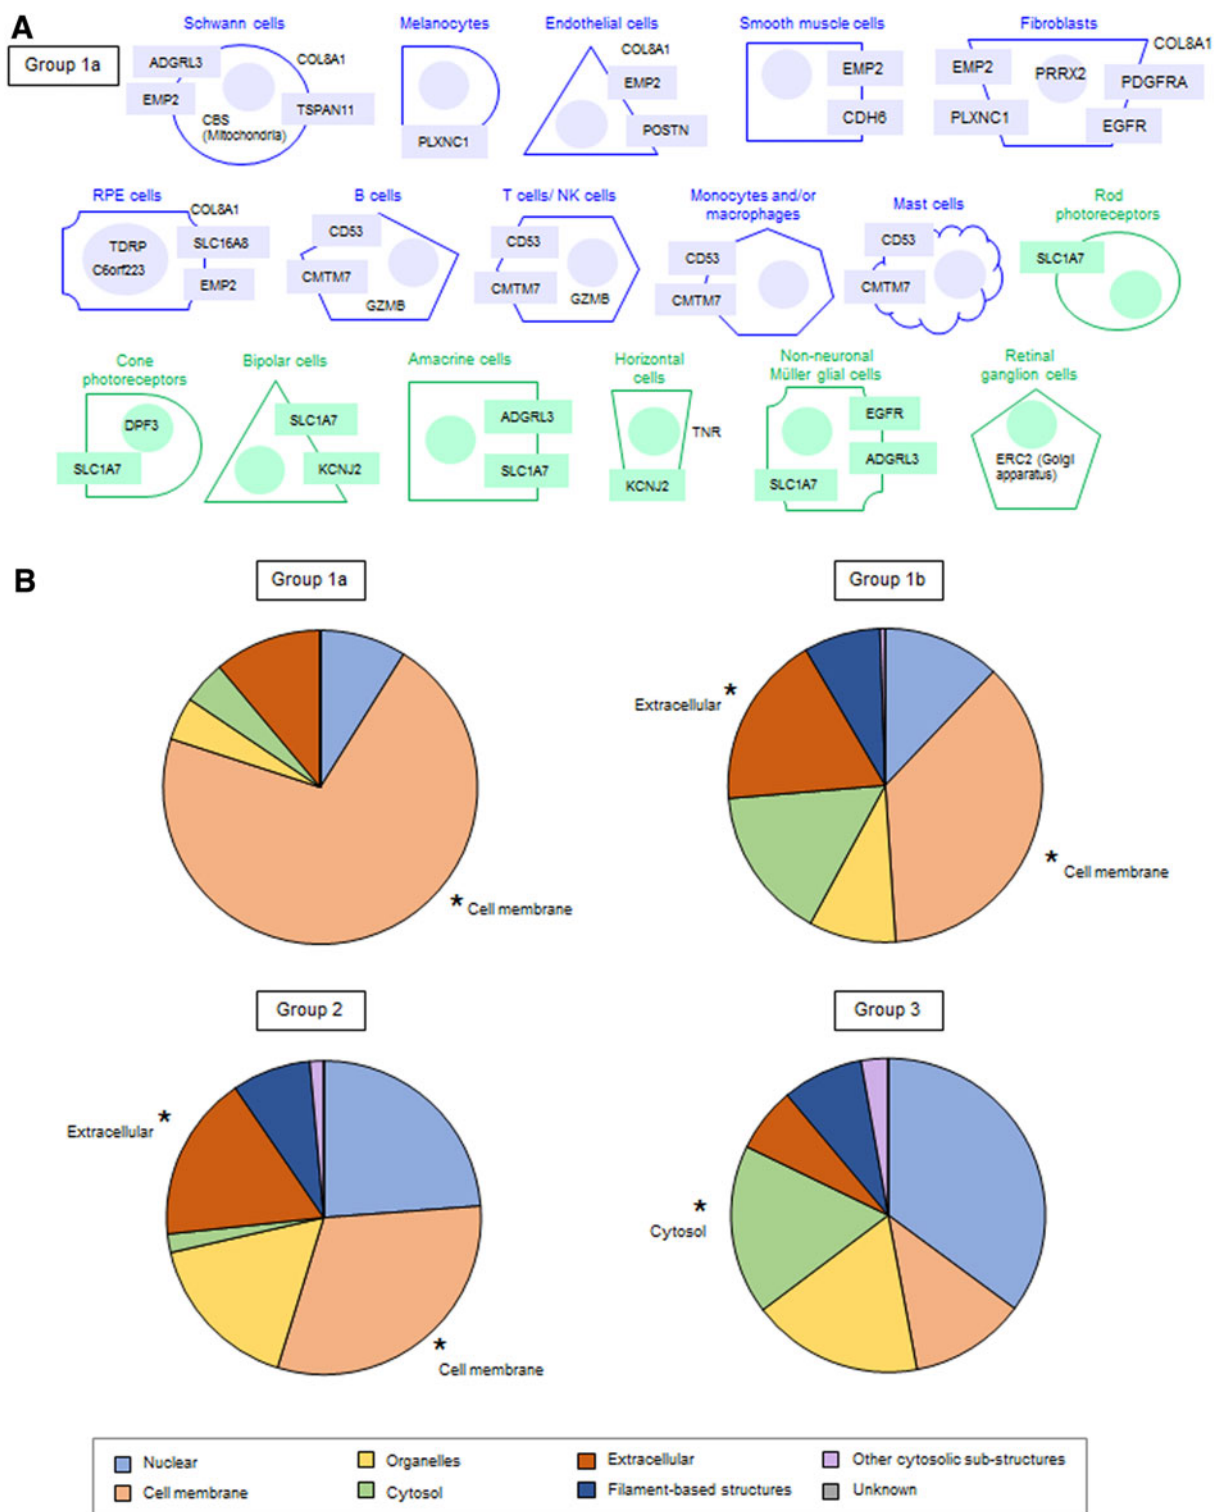 A
Group 1a
Schwann cells
ADGRL3
COL8A1
EMP2
TSPAN11
CBS
(Mitochondria)
Melanocytes
PLXNC1
Endothelial cells
COL8A1
EMP2
POSTN
Smooth muscle cells
EMP2
CDH6
Fibroblasts
COL8A1
EMP2
PRRX2
PDGFRA
PLXNC1
EGFR
RPE cells
COL8A1
TDRP
SLC16A8
C6orf223
EMP2
B cells
CD53
CMTM7
GZMB
T cells/ NK cells
CD53
CMTM7
GZMB
Monocytes and/or
macrophages
CD53
CMTM7
Mast cells
CD53
CMTM7
Rod
photoreceptors
SLC1A7
Cone
photoreceptors
DPF3
SLC1A7
Bipolar cells
SLC1A7
KCNJ2
Amacrine cells
ADGRL3
SLC1A7
Horizontal
cells
TNR
KCNJ2
Non-neuronal
Müller glial cells
EGFR
ADGRL3
SLC1A7
Retinal
ganglion cells
ERC2 (Golgi
apparatus)
B
Group 1a
* Cell membrane
Group 1b
Extracellular *
* Cell membrane
Group 2
Extracellular *
* Cell membrane
Group 3
*
Cytosol
Nuclear
Organelles
Extracellular
Other cytosolic sub-structures
Cell membrane
Cytosol
Filament-based structures
Unknown